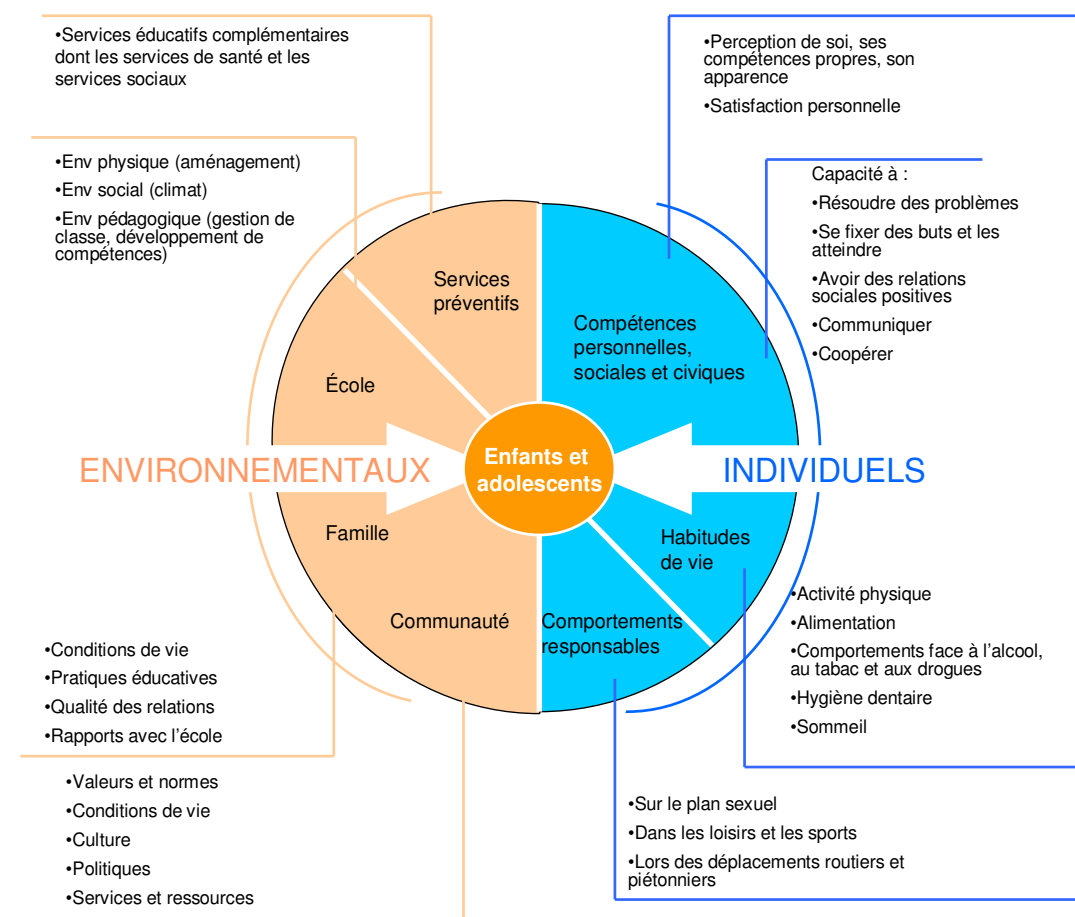 •Services éducatifs complémentaires
dont les services de santé et les
services sociaux
•Env physique (aménagement)
•Env social (climat)
•Env pédagogique (gestion de
classe, développement de
compétences)
•Perception de soi, ses
compétences propres, son
apparence
•Satisfaction personnelle
Capacité à :
•Résoudre des problèmes
•Se fixer des buts et les
atteindre
•Avoir des relations
sociales positives
•Communiquer
•Coopérer
Services
préventifs
Compétences
personnelles,
sociales et civiques
École
ENVIRONNEMENTAUX
Enfants et
adolescents
INDIVIDUELS
Famille
Habitudes
de vie
Communauté
Comportements
responsables
•Conditions de vie
•Pratiques éducatives
•Qualité des relations
•Rapports avec l'école
•Activité physique
•Alimentation
•Comportements face à l'alcool,
au tabac et aux drogues
•Hygiène dentaire
•Sommeil
•Valeurs et normes
•Conditions de vie
•Culture
•Politiques
•Services et ressources
•Sur le plan sexuel
•Dans les loisirs et les sports
•Lors des déplacements routiers et
piétonniers